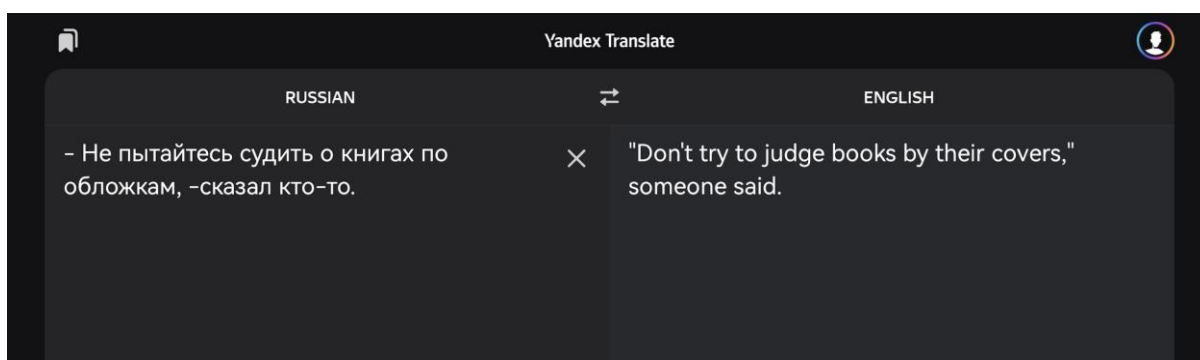 Yandex Translate
RUSSIAN
ENGLISH
- Не пытайтесь судить о книгах по
обложкам, -сказал кто-то.
"Don't try to judge books by their covers,"
someone said.